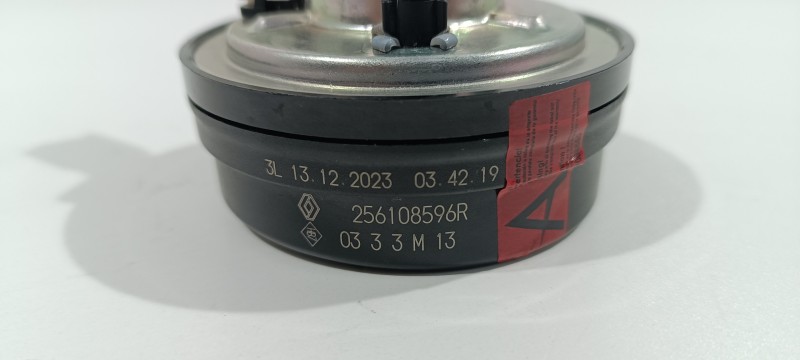 3L 13.12.2023 03.42.19
256108596R
03 3 3 M 13
A